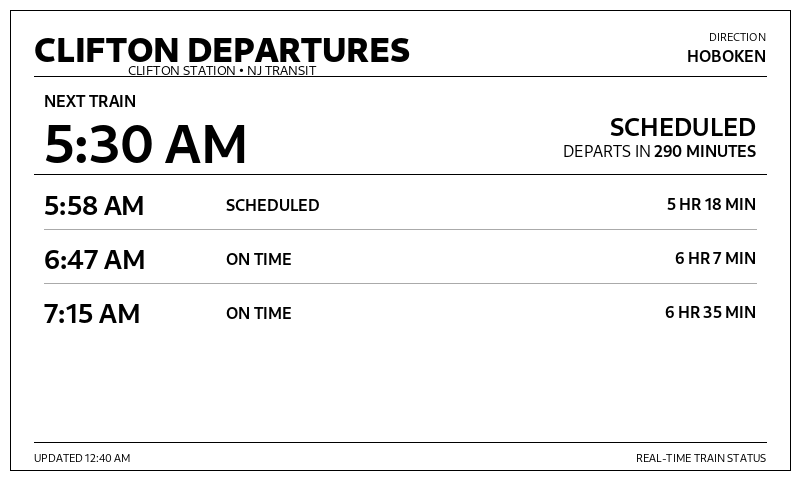 CLIFTON DEPARTURES
CLIFTON STATION • NJ TRANSIT
DIRECTION
HOBOKEN
NEXT TRAIN
5:30 AM
SCHEDULED
DEPARTS IN 290 MINUTES
5:58 AM SCHEDULED 5 HR 18 MIN
6:47 AM ON TIME 6 HR 7 MIN
7:15 AM ON TIME 6 HR 35 MIN
UPDATED 12:40 AM REAL-TIME TRAIN STATUS